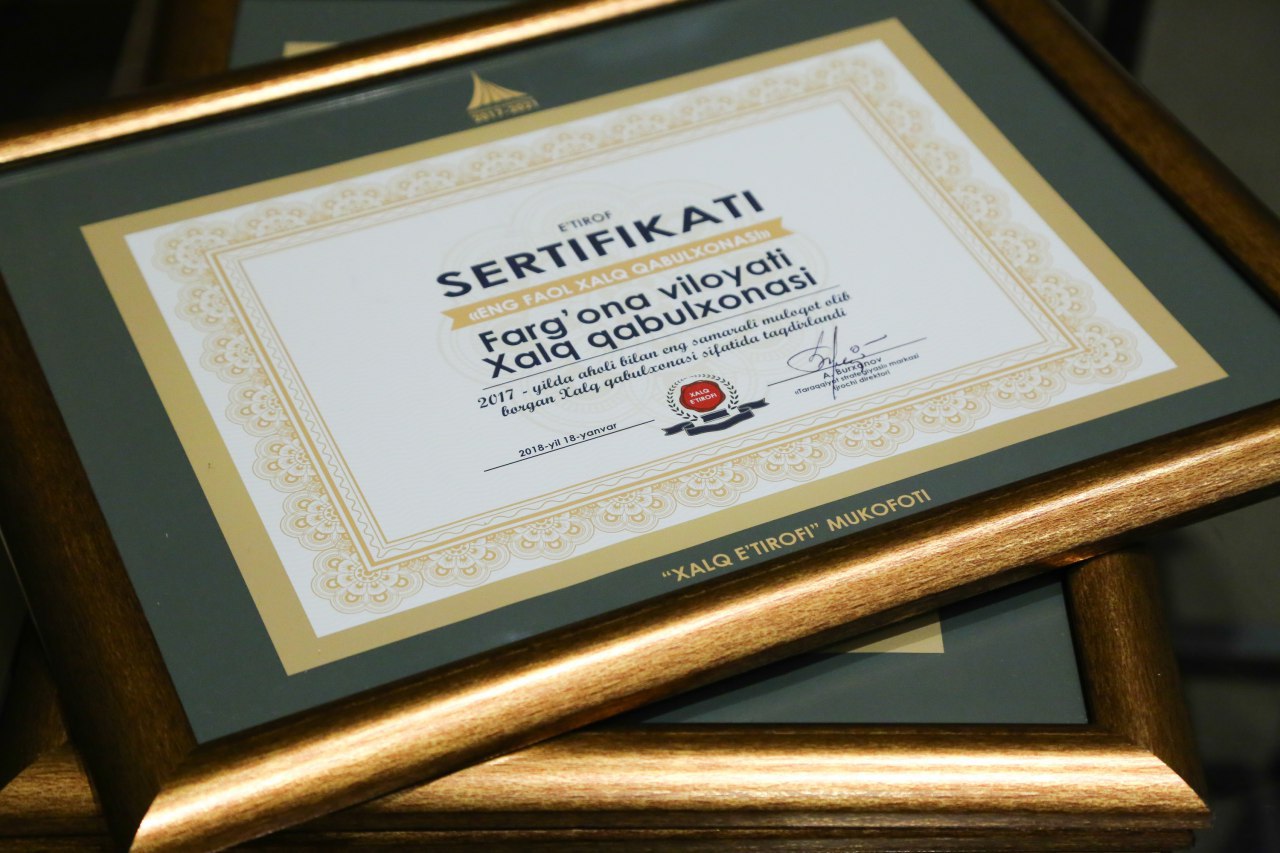 2017-2021
E'TIROF
SERTIFIKATI
«ENG FAOL XALQ QABULXONASI»
Farg'ona viloyati
Xalq qabulxonasi
2017 - yilda aholi bilan eng samarali muloqot olib
borgan Xalq qabulxonasi sifatida taqdirlandi
XALQ
E'TIROFI
A. Burxanov
«Taraqqiyot strategiyasi» markazi
Ijrochi direktori
2018-yil 18-yanvar
“XALQ E'TIROFI” MUKOFOTI